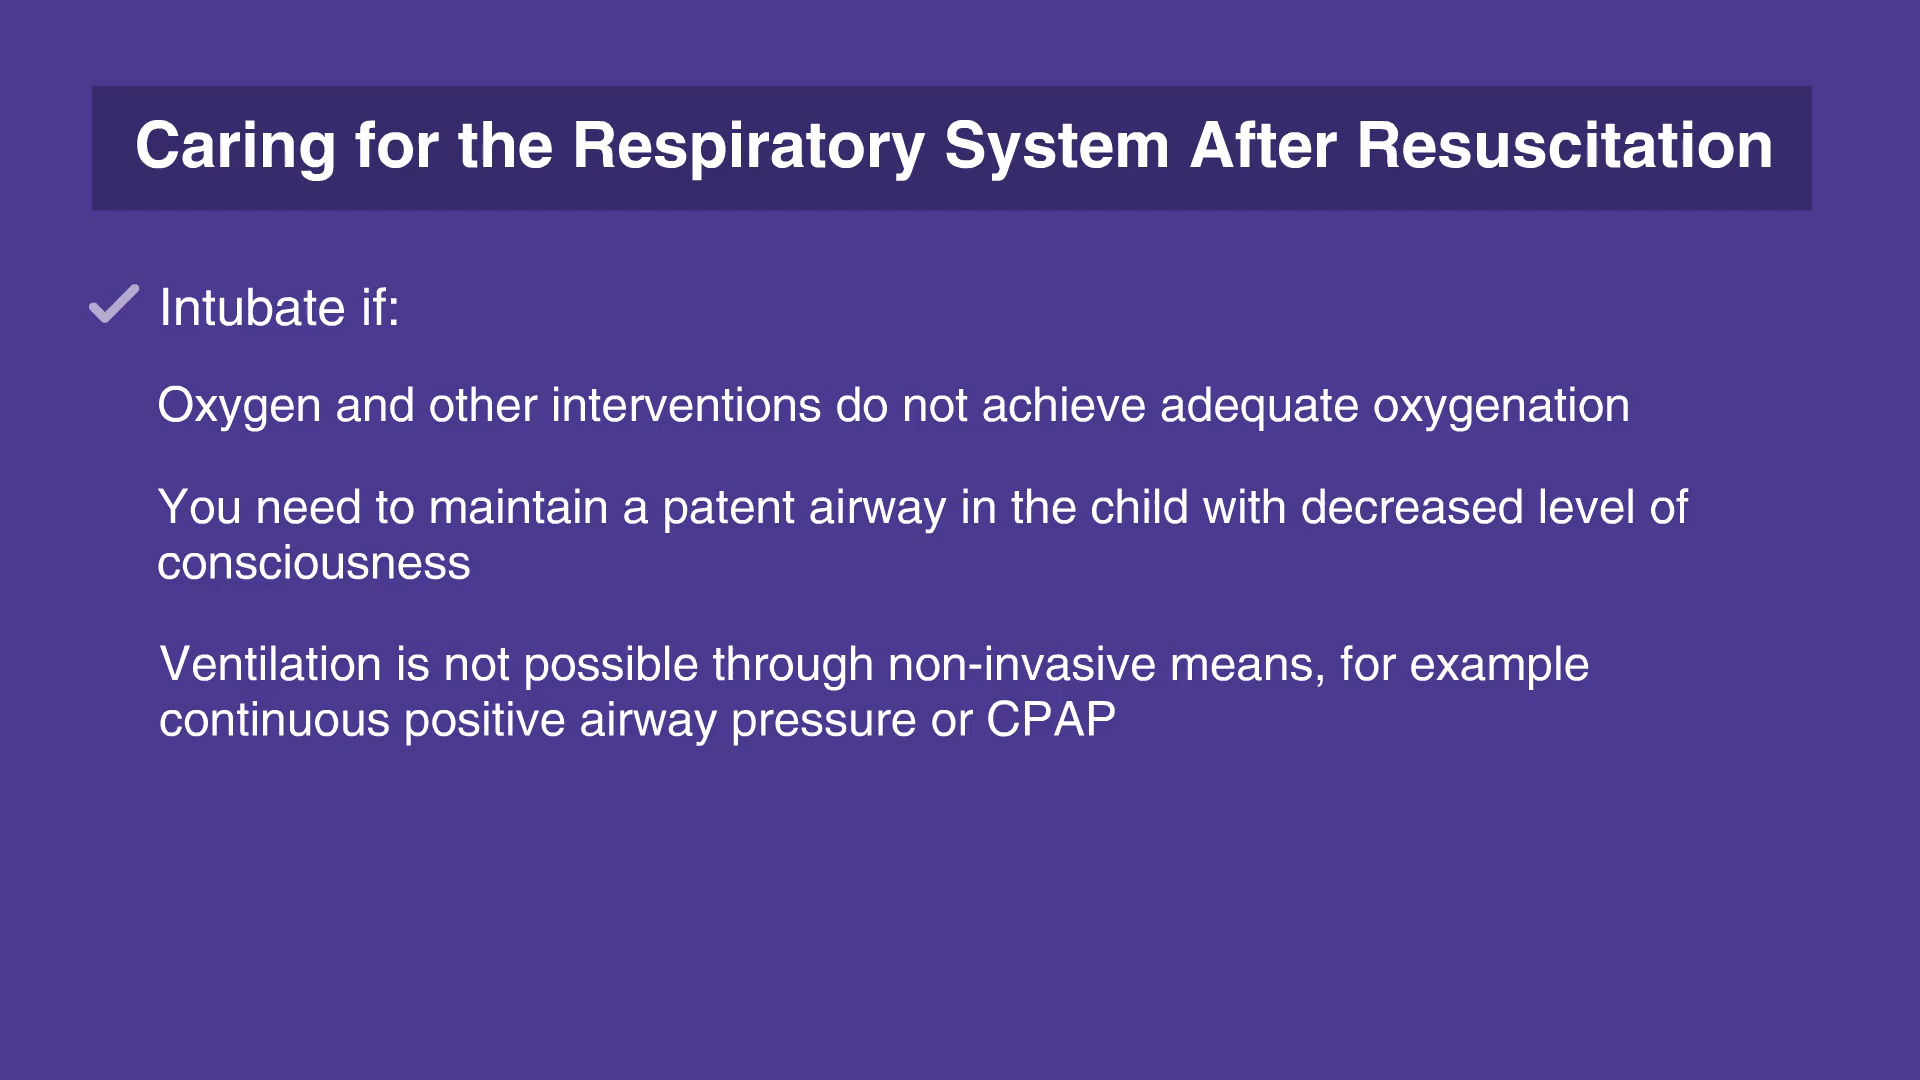 Caring for the Respiratory System After Resuscitation
Intubate if:
Oxygen and other interventions do not achieve adequate oxygenation
You need to maintain a patent airway in the child with decreased level of
consciousness
Ventilation is not possible through non-invasive means, for example
continuous positive airway pressure or CPAP